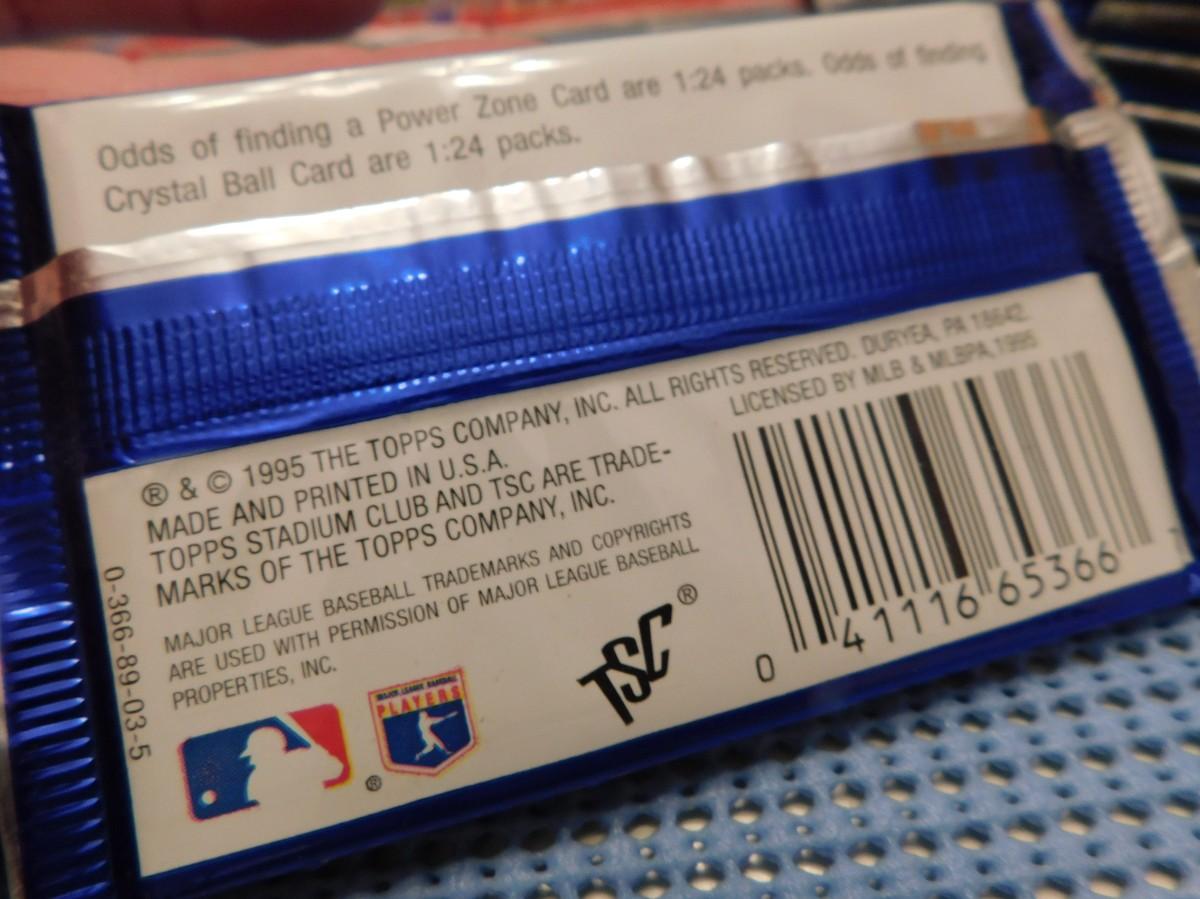 Odds of finding a Power Zone Card are 1:24 packs. Odds of finding
Crystal Ball Card are 1:24 packs.
® & © 1995 THE TOPPS COMPANY, INC. ALL RIGHTS RESERVED. DURYEA, PA 18642.
MADE AND PRINTED IN U.S.A.
LICENSED BY MLB & MLBPA, 1995
TOPPS STADIUM CLUB AND TSC ARE TRADE-
MARKS OF THE TOPPS COMPANY, INC.
MAJOR LEAGUE BASEBALL TRADEMARKS AND COPYRIGHTS
ARE USED WITH PERMISSION OF MAJOR LEAGUE BASEBALL
PROPERTIES, INC.
0-366-89-03-5
MAJOR LEAGUE BASEBALL
PLAYERS
®
TSC®
0 41116 65366